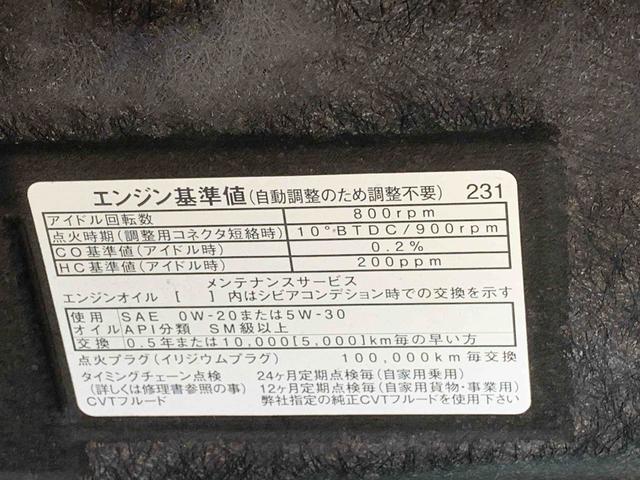 エンジン基準値(自動調整のため調整不要) 231
アイドル回転数 800rpm
点火時期(調整用コネクタ短絡時) 10°BTDC/900rpm
CO基準値(アイドル時) 0.2%
HC基準値(アイドル時) 200ppm
メンテナンスサービス
エンジンオイル [ ] 内はシビアコンデション時での交換を示す
使用 SAE 0W-20または5W-30
オイル API分類 SM級以上
交換 0.5年または10,000[5,000]km毎の早い方
点火プラグ(イリジウムプラグ) 100,000km毎交換
タイミングチェーン点検 24ヶ月定期点検毎(自家用乗用)
(詳しくは修理書参照の事) 12ヶ月定期点検毎(自家用貨物・事業用)
CVTフルード 弊社指定の純正CVTフルードを使用下さい